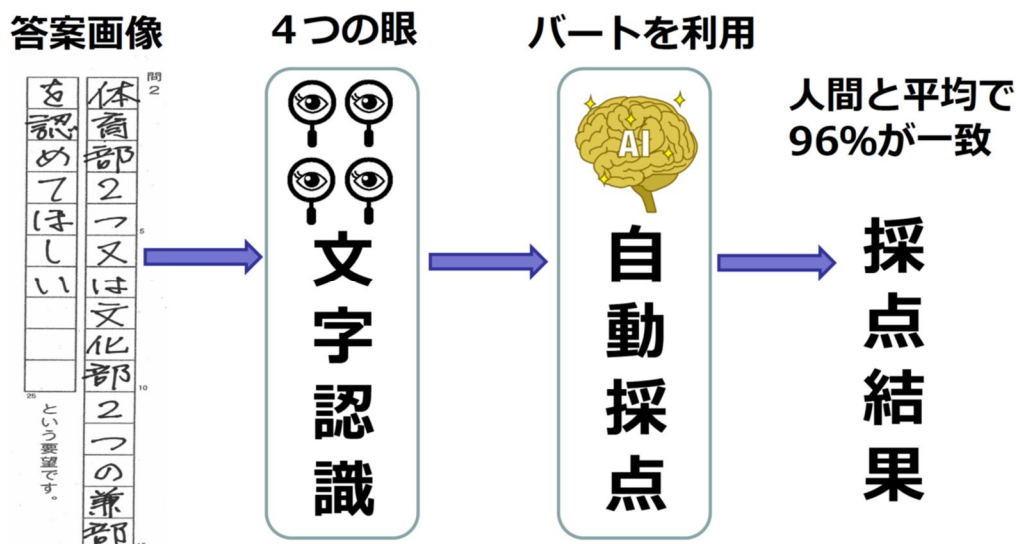 答案画像
４つの眼
バートを利用
人間と平均で
96%が一致
問2
体育部2つ又は文化部2つの兼部
を認めてほしい
という要望です。
5
10
25
文字認識
AI
自動採点
採点結果